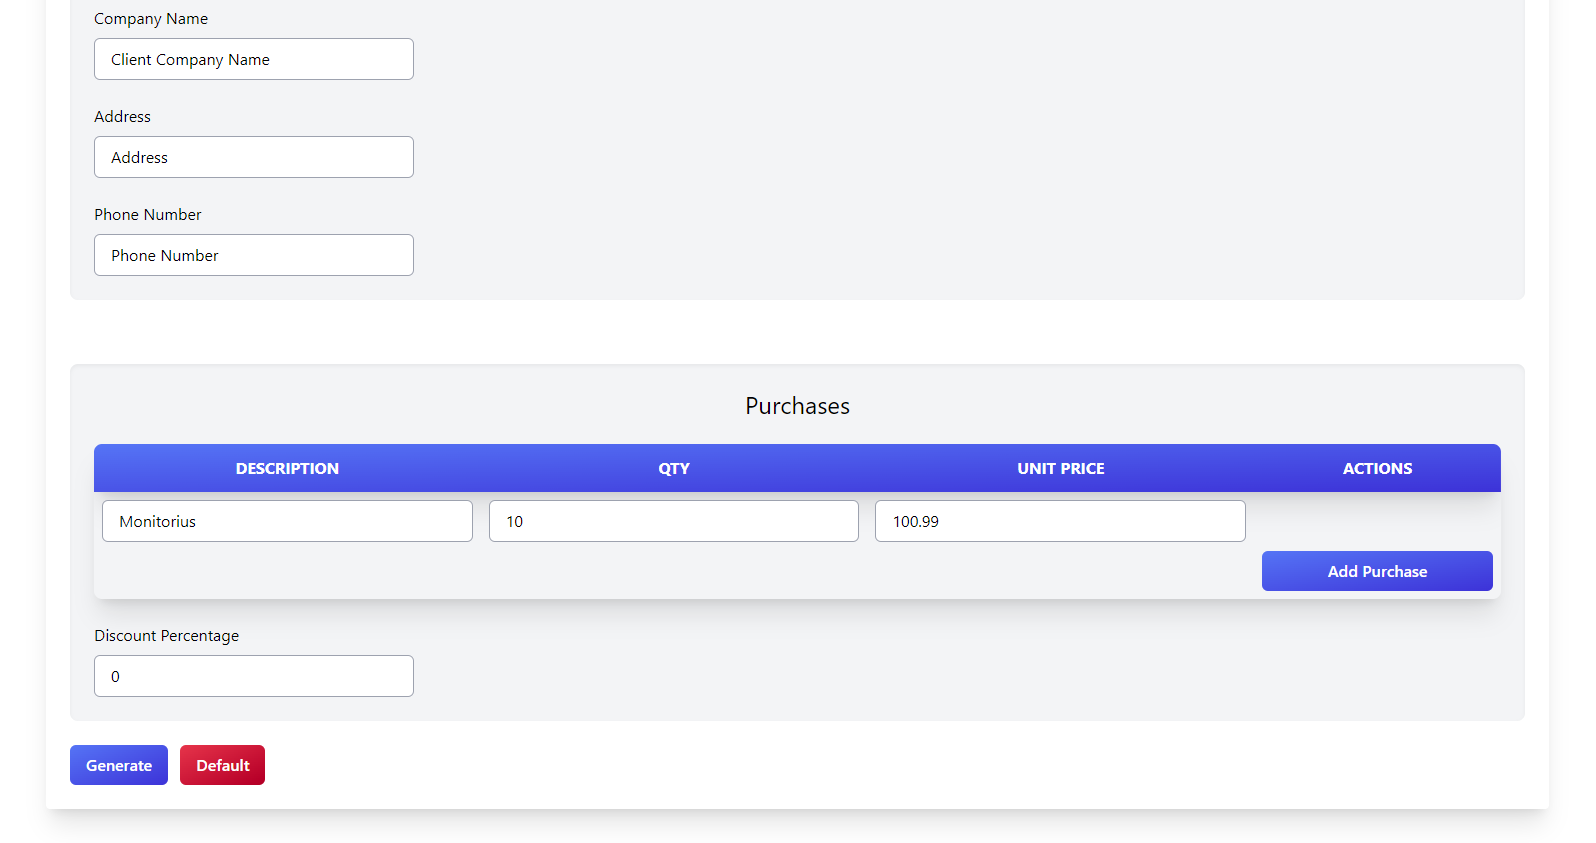 Company Name
Client Company Name
Address
Address
Phone Number
Phone Number
Purchases
DESCRIPTION QTY UNIT PRICE ACTIONS
Monitorius 10 100.99
Add Purchase
Discount Percentage
0
Generate Default